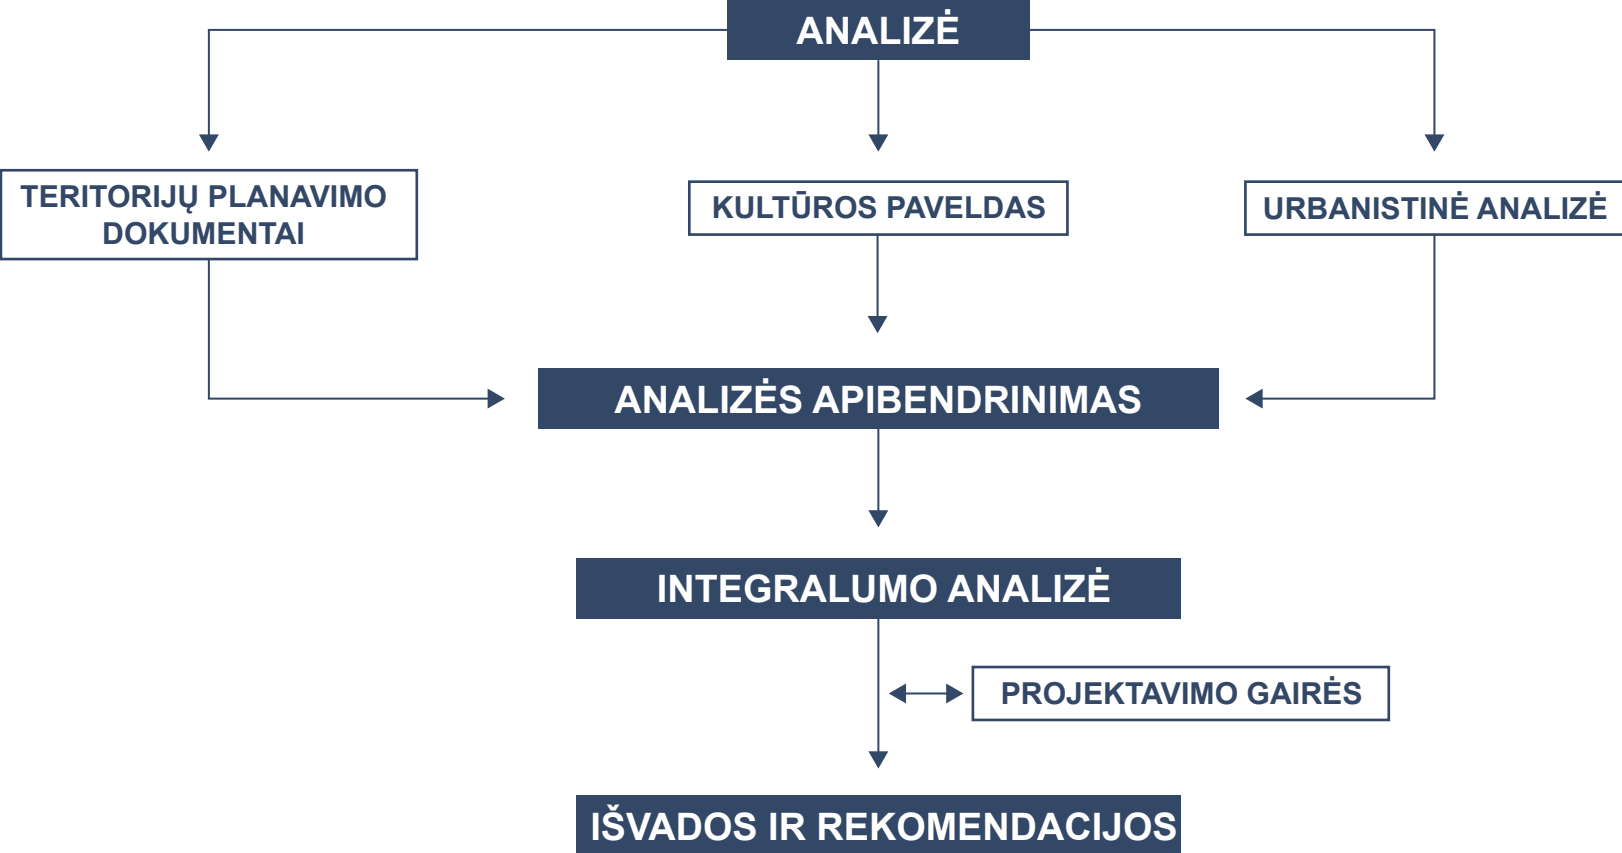 ANALIZĖ
TERITORIJŲ PLANAVIMO
DOKUMENTAI
KULTŪROS PAVELDAS
URBANISTINĖ ANALIZĖ
ANALIZĖS APIBENDRINIMAS
INTEGRALUMO ANALIZĖ
PROJEKTAVIMO GAIRĖS
IŠVADOS IR REKOMENDACIJOS